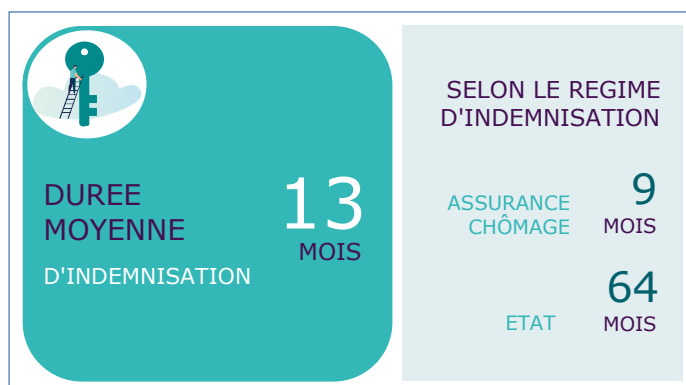 DUREE
MOYENNE
D'INDEMNISATION
13
MOIS
SELON LE REGIME
D'INDEMNISATION
ASSURANCE
CHÔMAGE
9
MOIS
ETAT
64
MOIS